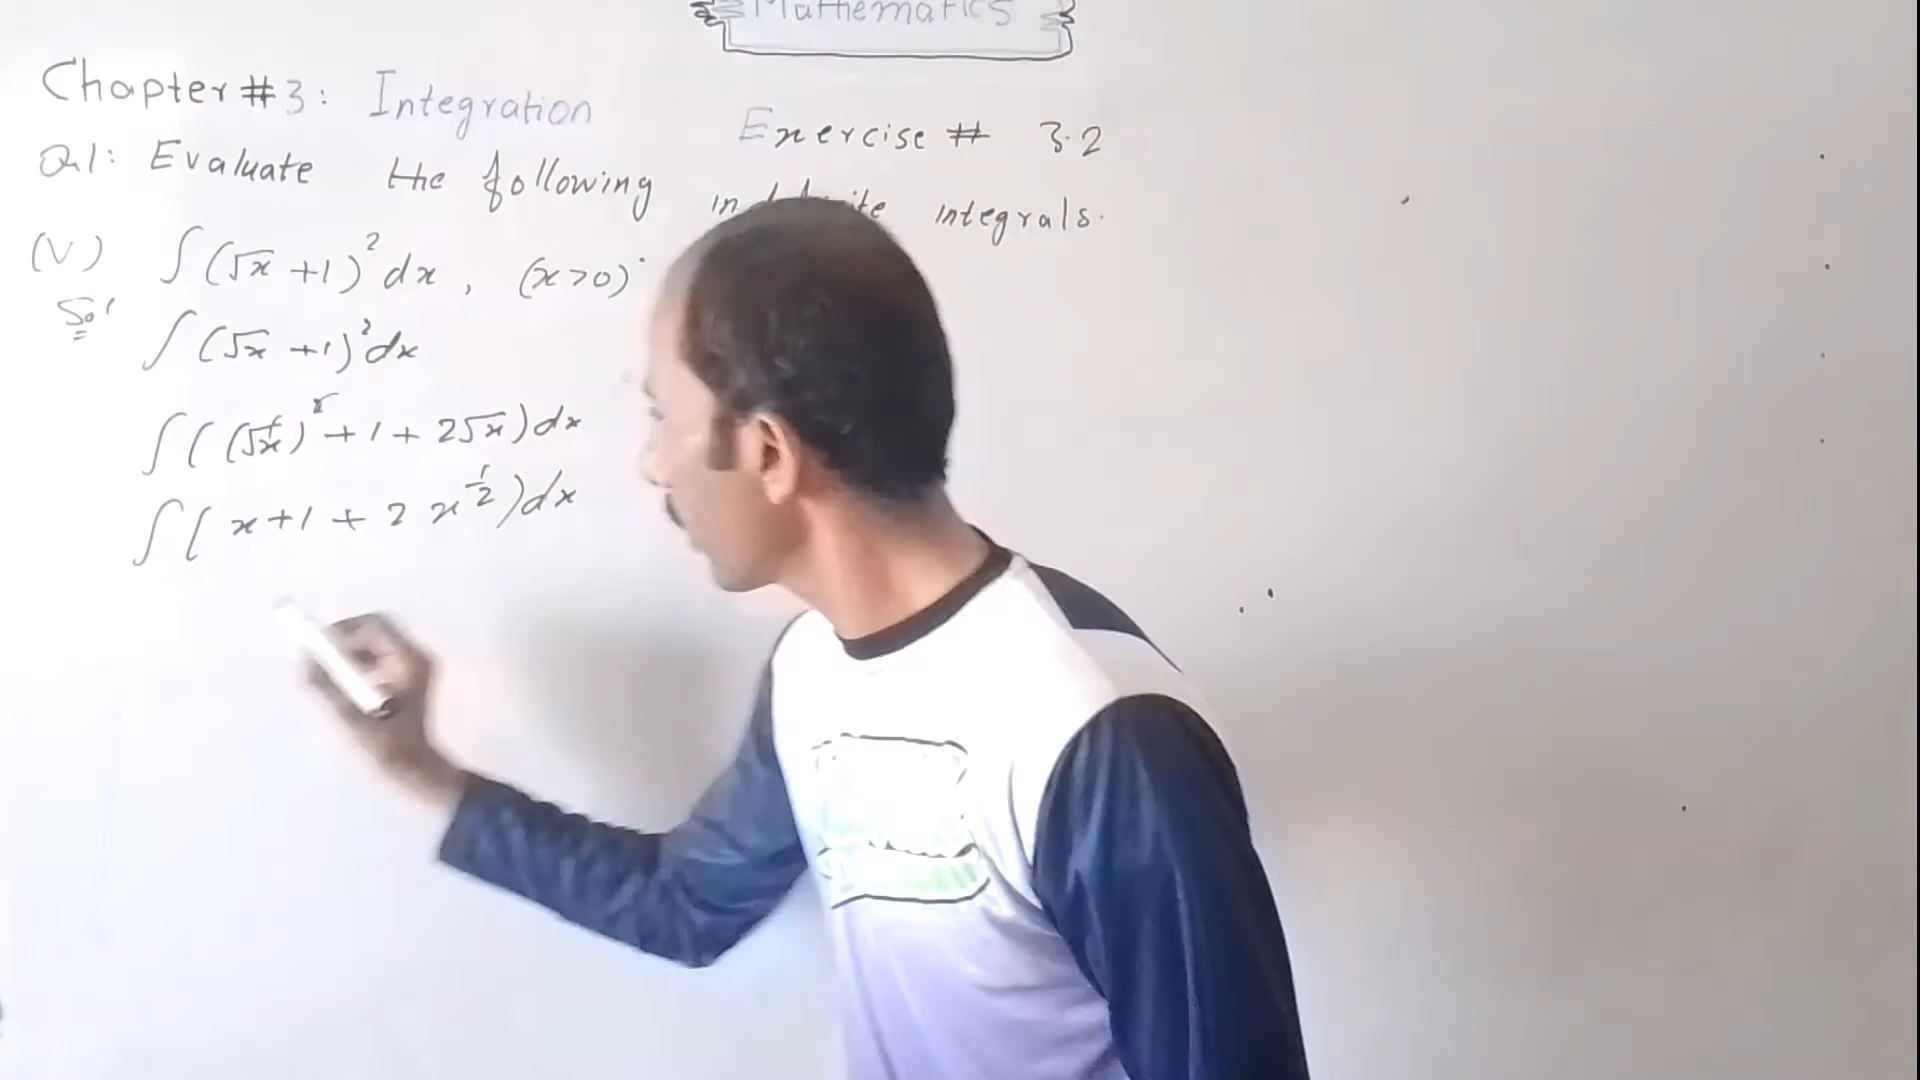 Mathematics
Chapter # 3: Integration
Exercise # 3.2
Q1: Evaluate the following indefinite integrals.
(V) ∫(√x +1)² dx, (x>0)
Sol
∫(√x +1)² dx
∫((√x)² + 1 + 2√x) dx
∫(x+1 + 2 x^½) dx